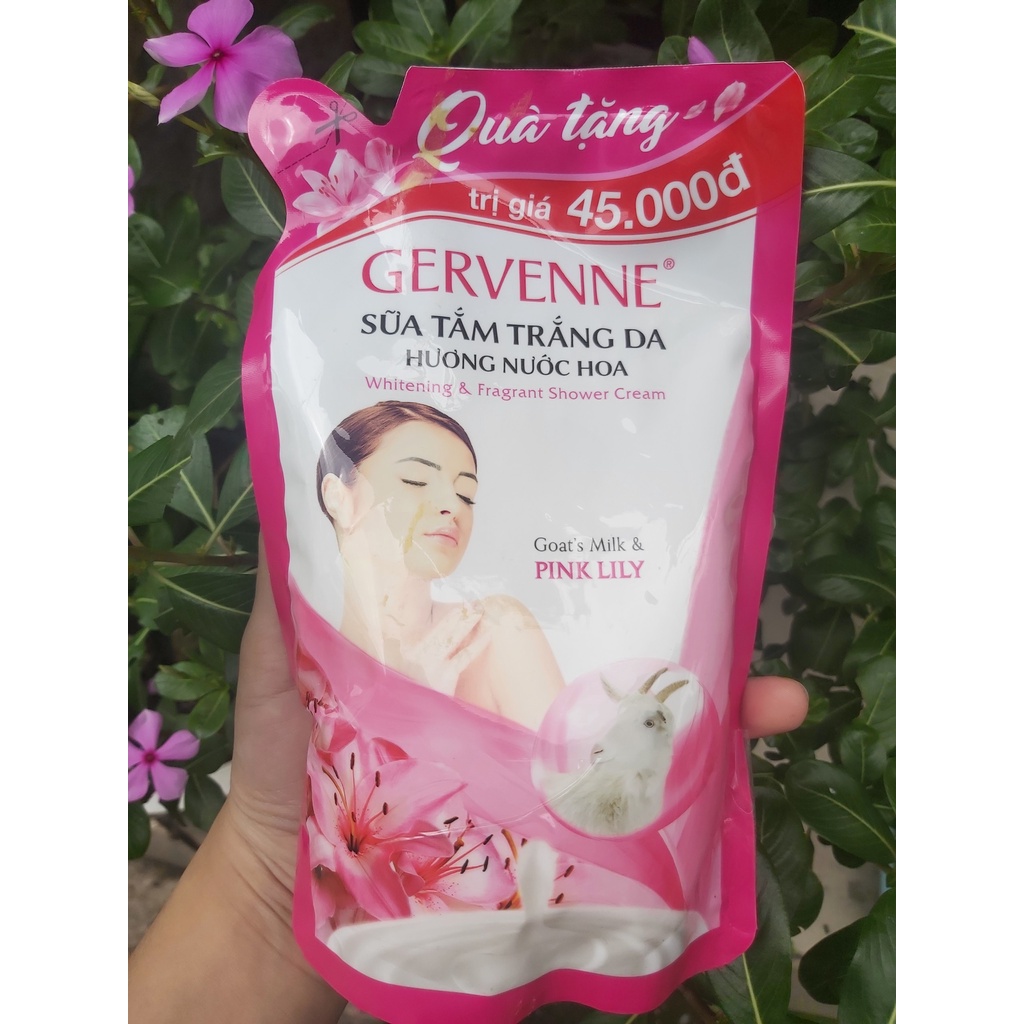 Quà tặng
trị giá 45.000đ
GERVENNE®
SỮA TẮM TRẮNG DA
HƯƠNG NƯỚC HOA
Whitening & Fragrant Shower Cream
Goat's Milk &
PINK LILY